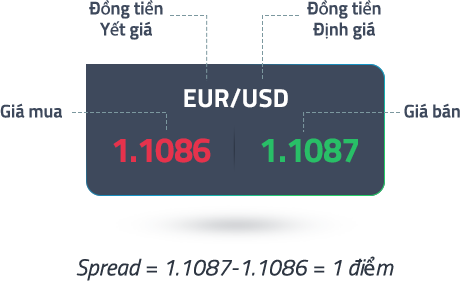 Đồng tiền
Yết giá
Đồng tiền
Định giá
EUR/USD
Giá mua
Giá bán
1.1086
1.1087
Spread = 1.1087-1.1086 = 1 điểm